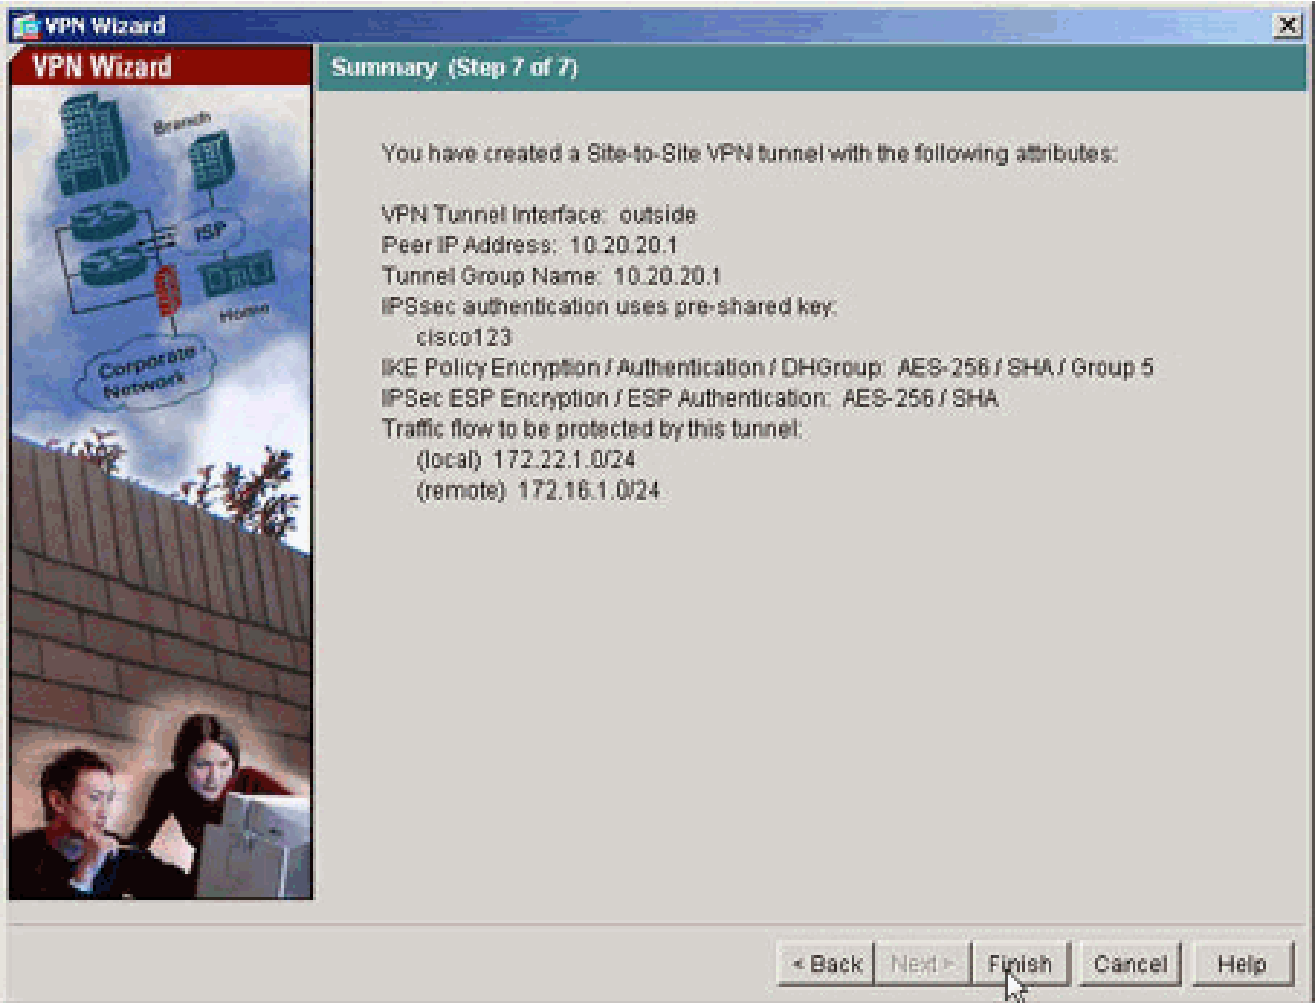 VPN Wizard
VPN Wizard
Summary (Step 7 of 7)
Branch
ISP
Home
Corporate
Network
You have created a Site-to-Site VPN tunnel with the following attributes:
VPN Tunnel Interface: outside
Peer IP Address: 10.20.20.1
Tunnel Group Name: 10.20.20.1
IPSsec authentication uses pre-shared key:
cisco123
IKE Policy Encryption / Authentication / DHGroup: AES-256 / SHA / Group 5
IPSec ESP Encryption / ESP Authentication: AES-256 / SHA
Traffic flow to be protected by this tunnel:
(local) 172.22.1.0/24
(remote) 172.16.1.0/24
< Back Next > Finish Cancel Help